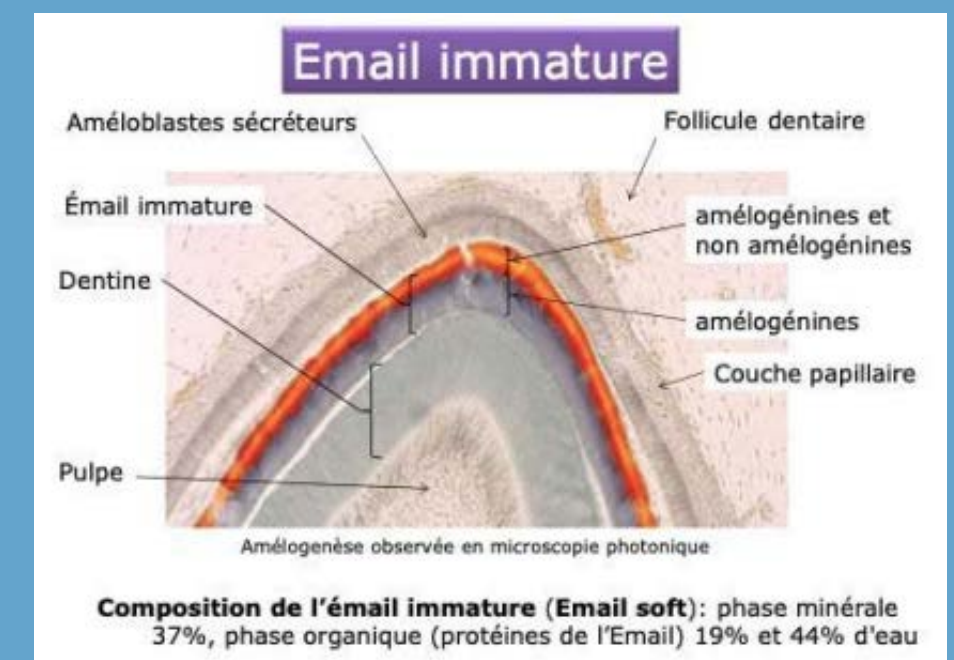 Email immature
Améloblastes sécréteurs
Follicule dentaire
Émail immature
amélogénines et
non amélogénines
Dentine
amélogénines
Couche papillaire
Pulpe
Amélogenèse observée en microscopie photonique
Composition de l'émail immature (Email soft): phase minérale
37%, phase organique (protéines de l'Email) 19% et 44% d'eau